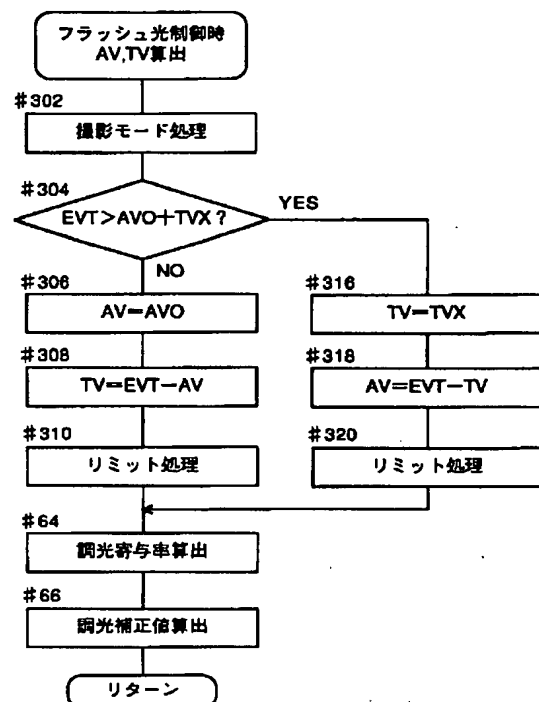 フラッシュ光制御時
AV,TV算出
#302
撮影モード処理
#304
EVT>AVO+TVX?
YES
NO
#306
AV=AVO
#316
TV=TVX
#308
TV=EVT-AV
#318
AV=EVT-TV
#310
リミット処理
#320
リミット処理
#64
調光寄与率算出
#66
調光補正値算出
リターン